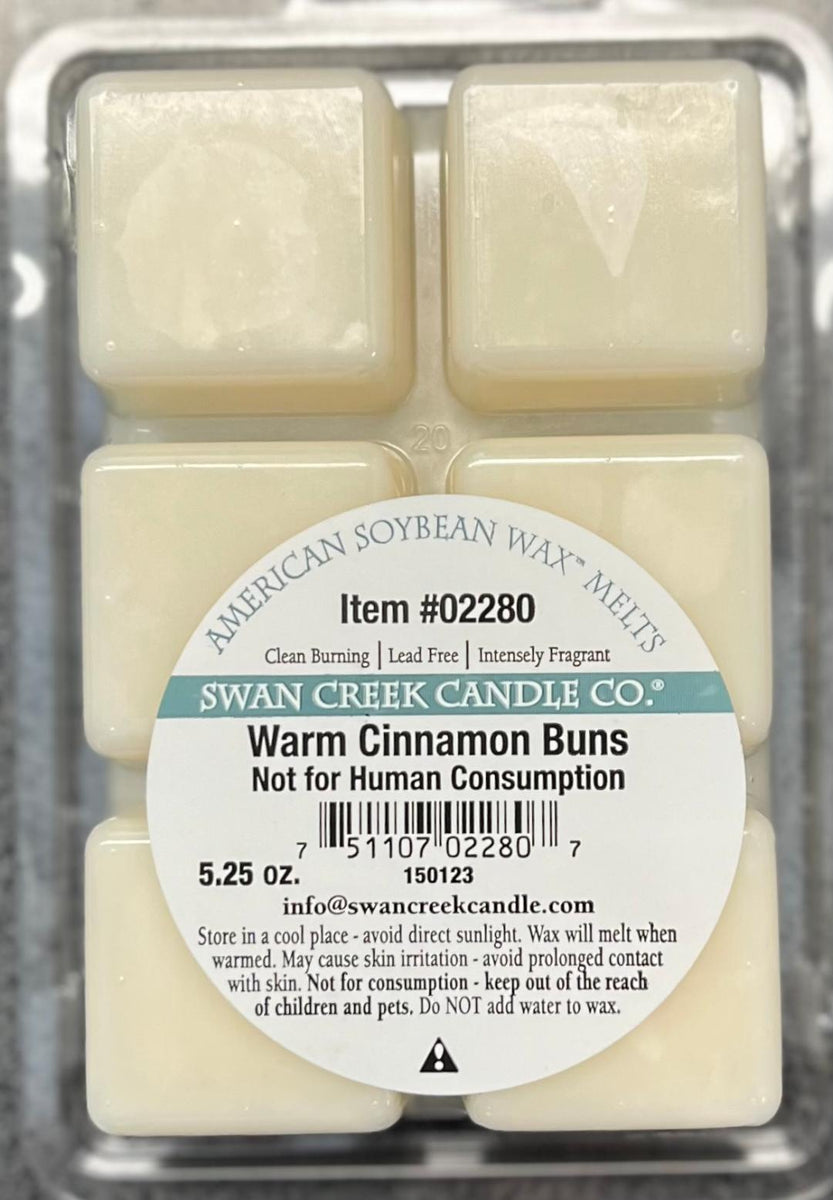 20
AMERICAN SOYBEAN WAX™ MELTS
Item #02280
Clean Burning | Lead Free | Intensely Fragrant
SWAN CREEK CANDLE CO.®
Warm Cinnamon Buns
Not for Human Consumption
7 51107 02280 7
5.25 oz. 150123
info@swancreekcandle.com
Store in a cool place - avoid direct sunlight. Wax will melt when
warmed. May cause skin irritation - avoid prolonged contact
with skin. Not for consumption - keep out of the reach
of children and pets. Do NOT add water to wax.